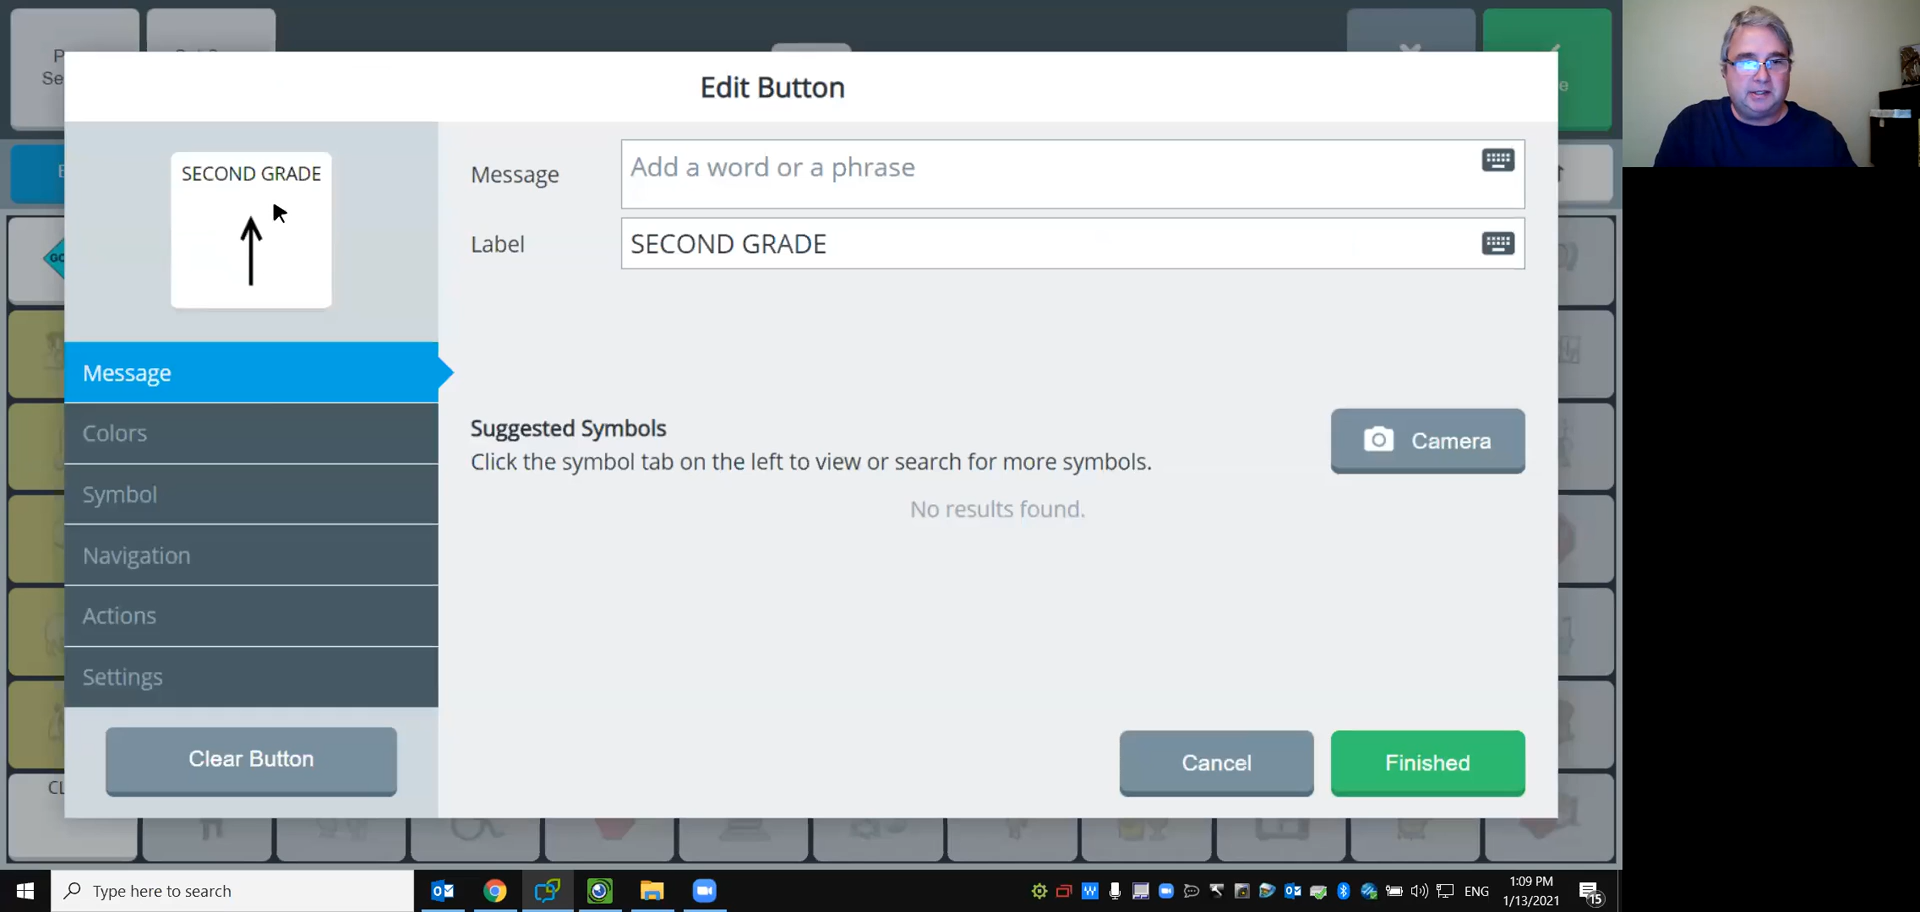 Edit Button
SECOND GRADE
Message
Add a word or a phrase
Label
SECOND GRADE
Message
Colors
Symbol
Navigation
Actions
Settings
Clear Button
Suggested Symbols
Click the symbol tab on the left to view or search for more symbols.
Camera
No results found.
Cancel
Finished
Type here to search
ENG
1:09 PM
1/13/2021
15